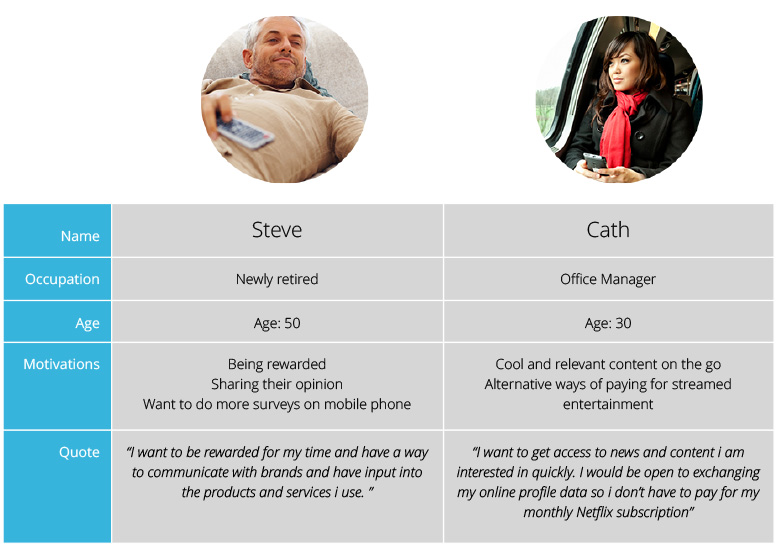 Name
Steve
Cath
Occupation
Newly retired
Office Manager
Age
Age: 50
Age: 30
Motivations
Being rewarded
Sharing their opinion
Want to do more surveys on mobile phone
Cool and relevant content on the go
Alternative ways of paying for streamed
entertainment
Quote
“I want to be rewarded for my time and have a way
to communicate with brands and have input into
the products and services i use. ”
“I want to get access to news and content i am
interested in quickly. I would be open to exchanging
my online profile data so i don’t have to pay for my
monthly Netflix subscription”